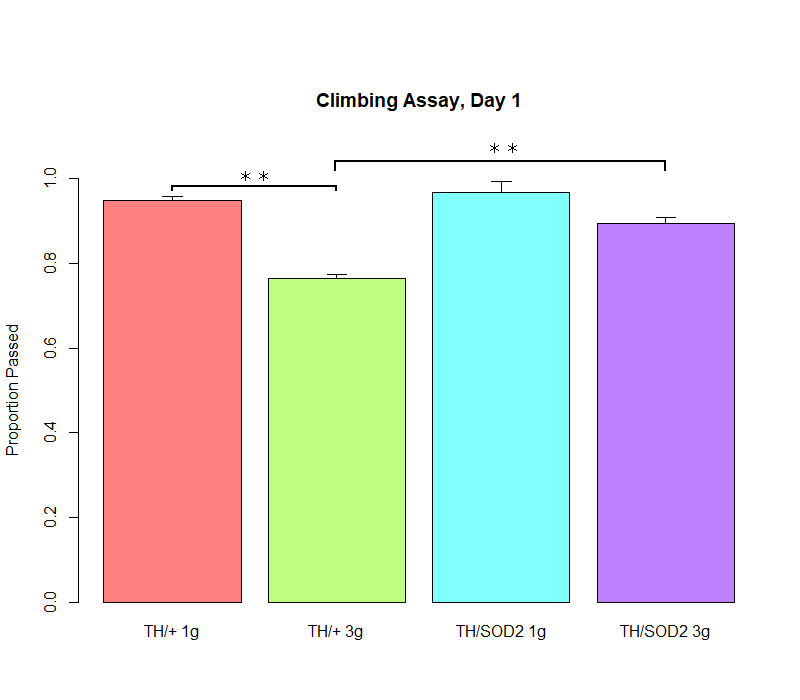 Climbing Assay, Day 1
* *
* *
Proportion Passed
1.0
0.8
0.6
0.4
0.2
0.0
TH/+ 1g
TH/+ 3g
TH/SOD2 1g
TH/SOD2 3g